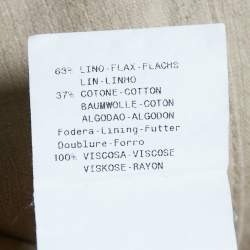 63% LINO-FLAX-FLACHS
LIN-LINHO
37% COTONE-COTTON
BAUMWOLLE-COTON
ALGODAO-ALGODON
Fodera-Lining-Futter
Doublure-Forro
100% VISCOSA-VISCOSE
VISKOSE-RAYON